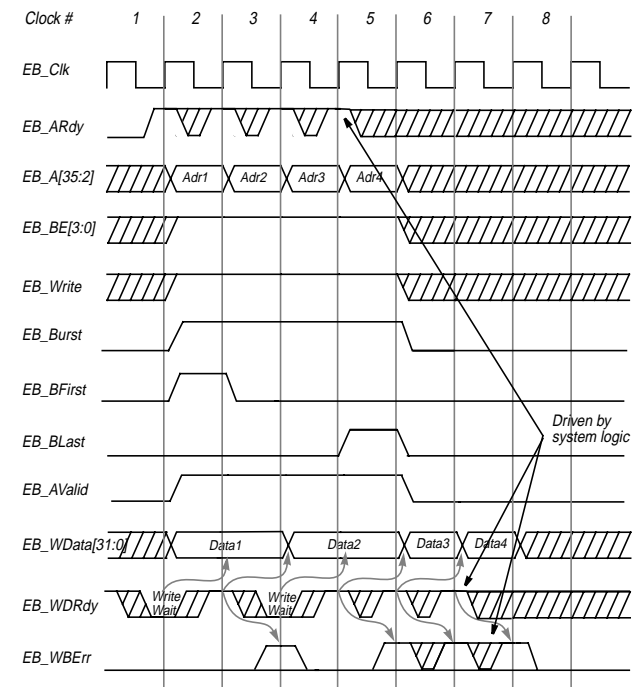 Clock # 1 2 3 4 5 6 7 8
EB_Clk
EB_ARdy
EB_A[35:2] Adr1 Adr2 Adr3 Adr4
EB_BE[3:0]
EB_Write
EB_Burst
EB_BFirst
EB_BLast
Driven by
system logic
EB_AValid
EB_WData[31:0] Data1 Data2 Data3 Data4
EB_WDRdy Write Wait Write Wait
EB_WBErr